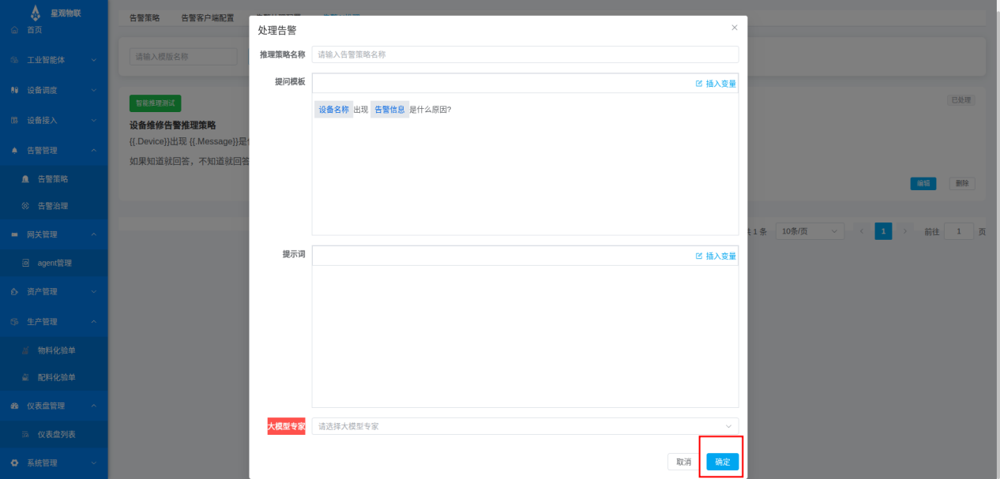 星观物联
首页
工业智能体
设备调度
设备接入
告警管理
告警策略
告警治理
网关管理
agent管理
资产管理
生产管理
物料化验单
配料化验单
仪表盘管理
仪表盘列表
系统管理
告警策略 告警客户端配置
请输入模版名称
智能推理测试
已处理
设备维修告警推理策略
{{.Device}}出现 {{.Message}}是
如果知道就回答，不知道就回答
编辑 删除
共 1 条 10条/页 1 前往 1 页
处理告警
推理策略名称 请输入告警策略名称
提问模板 插入变量
设备名称 出现 告警信息 是什么原因?
提示词 插入变量
大模型专家 请选择大模型专家
取消 确定